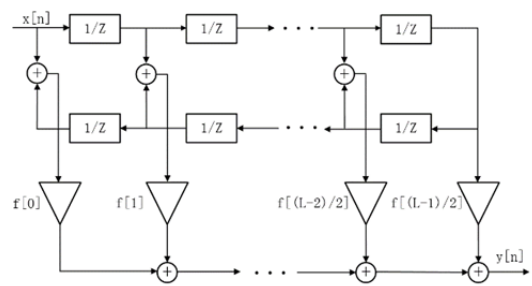 x[n]
1/Z 1/Z 1/Z
1/Z 1/Z 1/Z
f[0] f[1] f[(L-2)/2] f[(L-1)/2]
y[n]